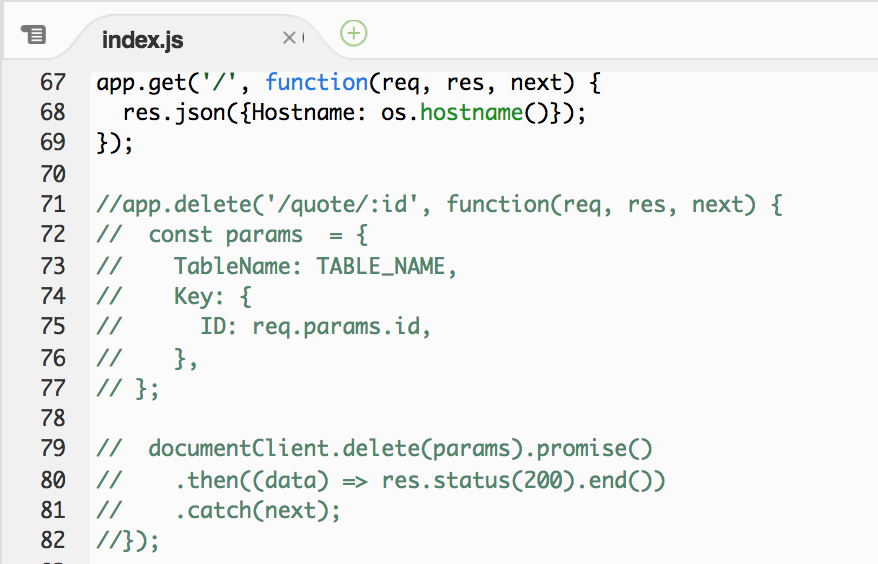 index.js ×
67 app.get('/', function(req, res, next) {
68   res.json({Hostname: os.hostname()});
69 });
70
71 //app.delete('/quote/:id', function(req, res, next) {
72 //  const params  = {
73 //    TableName: TABLE_NAME,
74 //    Key: {
75 //      ID: req.params.id,
76 //    },
77 // };
78
79 //  documentClient.delete(params).promise()
80 //    .then((data) => res.status(200).end())
81 //    .catch(next);
82 //});